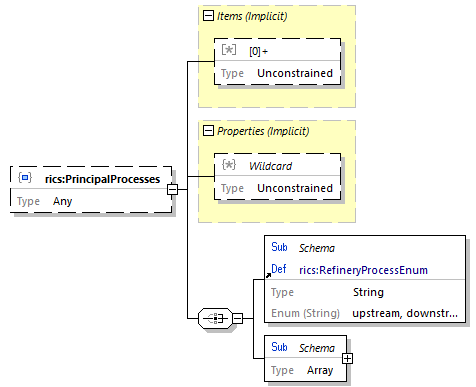 Items (Implicit)
[*] [0]+
Type Unconstrained
Properties (Implicit)
{*} Wildcard
Type Unconstrained
rics:PrincipalProcesses
Type Any
Sub Schema
Def rics:RefineryProcessEnum
Type String
Enum (String) upstream, downstr...
Sub Schema
Type Array